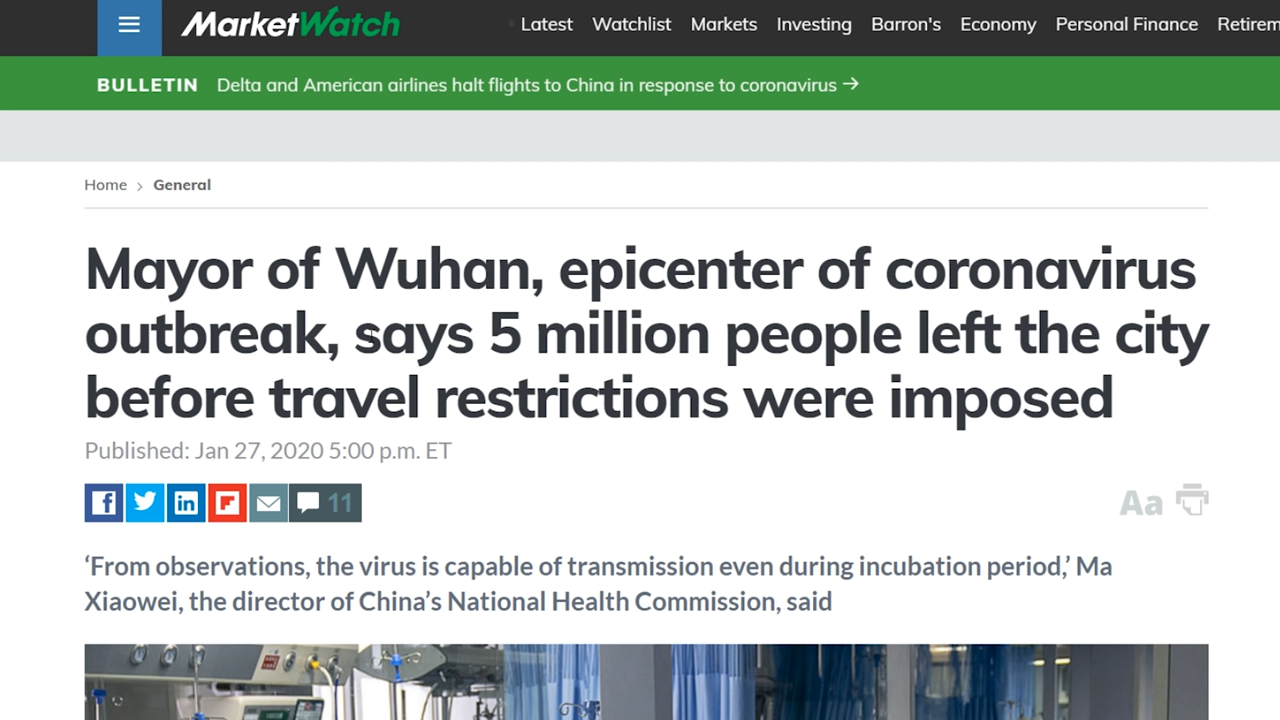 MarketWatch
Latest Watchlist Markets Investing Barron's Economy Personal Finance Retirem
BULLETIN Delta and American airlines halt flights to China in response to coronavirus →
Home > General
Mayor of Wuhan, epicenter of coronavirus
outbreak, says 5 million people left the city
before travel restrictions were imposed
Published: Jan 27, 2020 5:00 p.m. ET
11
Aa
‘From observations, the virus is capable of transmission even during incubation period,’ Ma
Xiaowei, the director of China’s National Health Commission, said